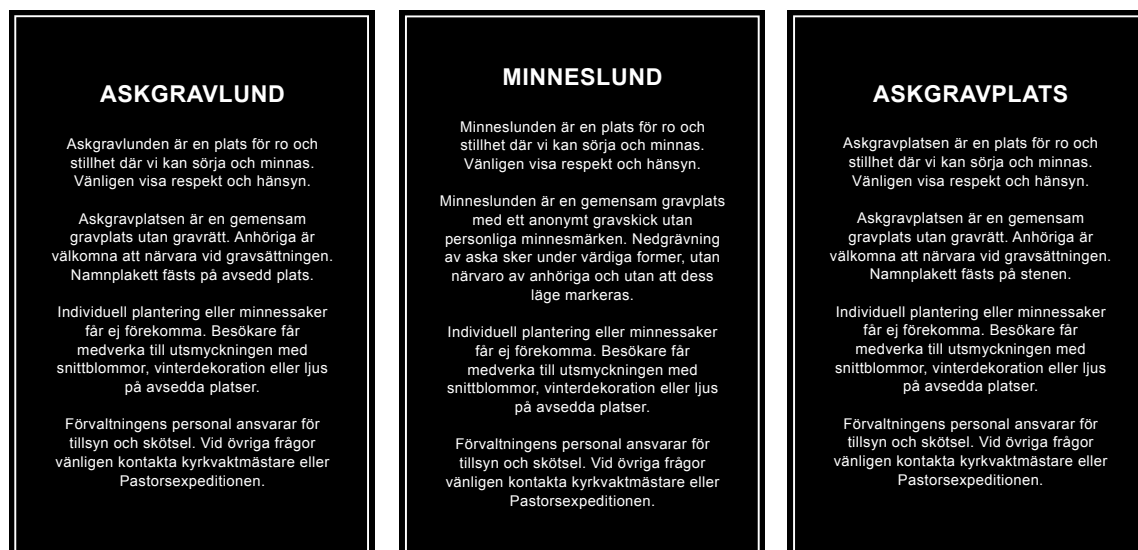 ASKGRAVLUND
Askgravlunden är en plats för ro och
stillhet där vi kan sörja och minnas.
Vänligen visa respekt och hänsyn.
Askgravplatsen är en gemensam
gravplats utan gravrätt. Anhöriga är
välkomna att närvara vid gravsättningen.
Namnplakett fästs på avsedd plats.
Individuell plantering eller minnessaker
får ej förekomma. Besökare får
medverka till utsmyckningen med
snittblommor, vinterdekoration eller ljus
på avsedda platser.
Förvaltningens personal ansvarar för
tillsyn och skötsel. Vid övriga frågor
vänligen kontakta kyrkvaktmästare eller
Pastorsexpeditionen.
MINNESLUND
Minneslunden är en plats för ro och
stillhet där vi kan sörja och minnas.
Vänligen visa respekt och hänsyn.
Minneslunden är en gemensam gravplats
med ett anonymt gravskick utan
personliga minnesmärken. Nedgrävning
av aska sker under värdiga former, utan
närvaro av anhöriga och utan att dess
läge markeras.
Individuell plantering eller minnessaker
får ej förekomma. Besökare får
medverka till utsmyckningen med
snittblommor, vinterdekoration eller ljus
på avsedda platser.
Förvaltningens personal ansvarar för
tillsyn och skötsel. Vid övriga frågor
vänligen kontakta kyrkvaktmästare eller
Pastorsexpeditionen.
ASKGRAVPLATS
Askgravplatsen är en plats för ro och
stillhet där vi kan sörja och minnas.
Vänligen visa respekt och hänsyn.
Askgravplatsen är en gemensam
gravplats utan gravrätt. Anhöriga är
välkomna att närvara vid gravsättningen.
Namnplakett fästs på stenen.
Individuell plantering eller minnessaker
får ej förekomma. Besökare får
medverka till utsmyckningen med
snittblommor, vinterdekoration eller ljus
på avsedda platser.
Förvaltningens personal ansvarar för
tillsyn och skötsel. Vid övriga frågor
vänligen kontakta kyrkvaktmästare eller
Pastorsexpeditionen.